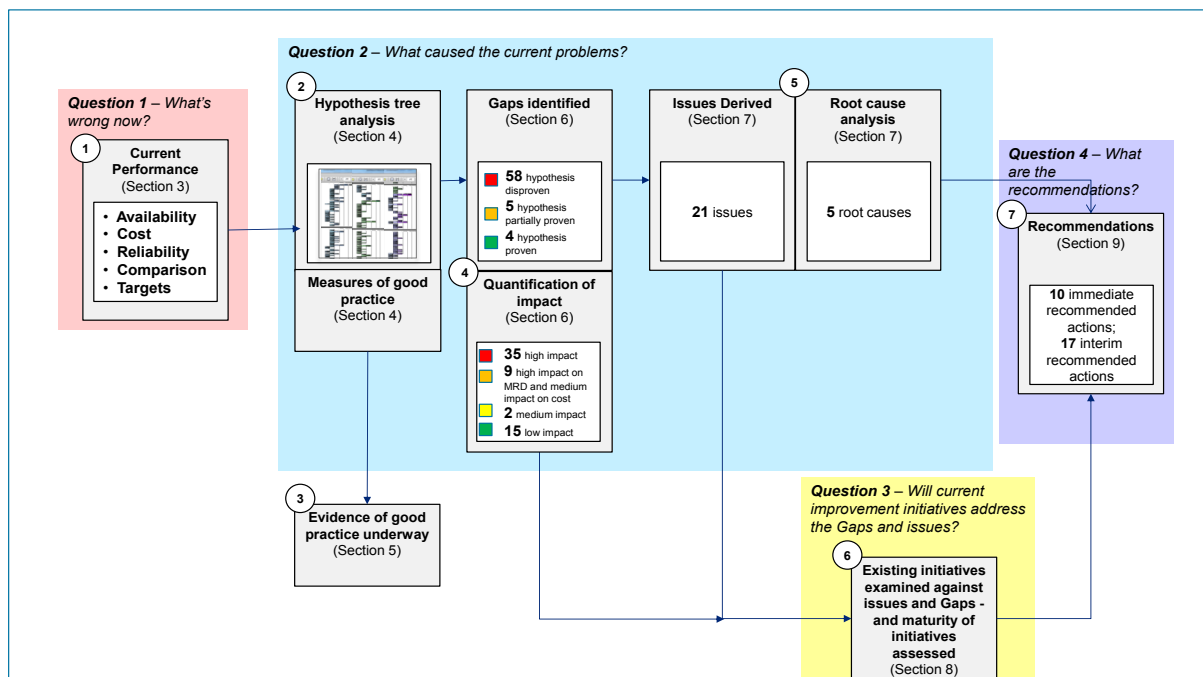 Question 1 – What's
wrong now?
1
Current
Performance
(Section 3)
• Availability
• Cost
• Reliability
• Comparison
• Targets
Question 2 – What caused the current problems?
2
Hypothesis tree
analysis
(Section 4)
Measures of good
practice
(Section 4)
Gaps identified
(Section 6)
58 hypothesis
disproven
5 hypothesis
partially proven
4 hypothesis
proven
4
Quantification of
impact
(Section 6)
35 high impact
9 high impact on
MRD and medium
impact on cost
2 medium impact
15 low impact
Issues Derived
(Section 7)
21 issues
5
Root cause
analysis
(Section 7)
5 root causes
3
Evidence of good
practice underway
(Section 5)
Question 3 – Will current
improvement initiatives address
the Gaps and issues?
6
Existing initiatives
examined against
issues and Gaps -
and maturity of
initiatives
assessed
(Section 8)
Question 4 – What
are the
recommendations?
7
Recommendations
(Section 9)
10 immediate
recommended
actions;
17 interim
recommended
actions